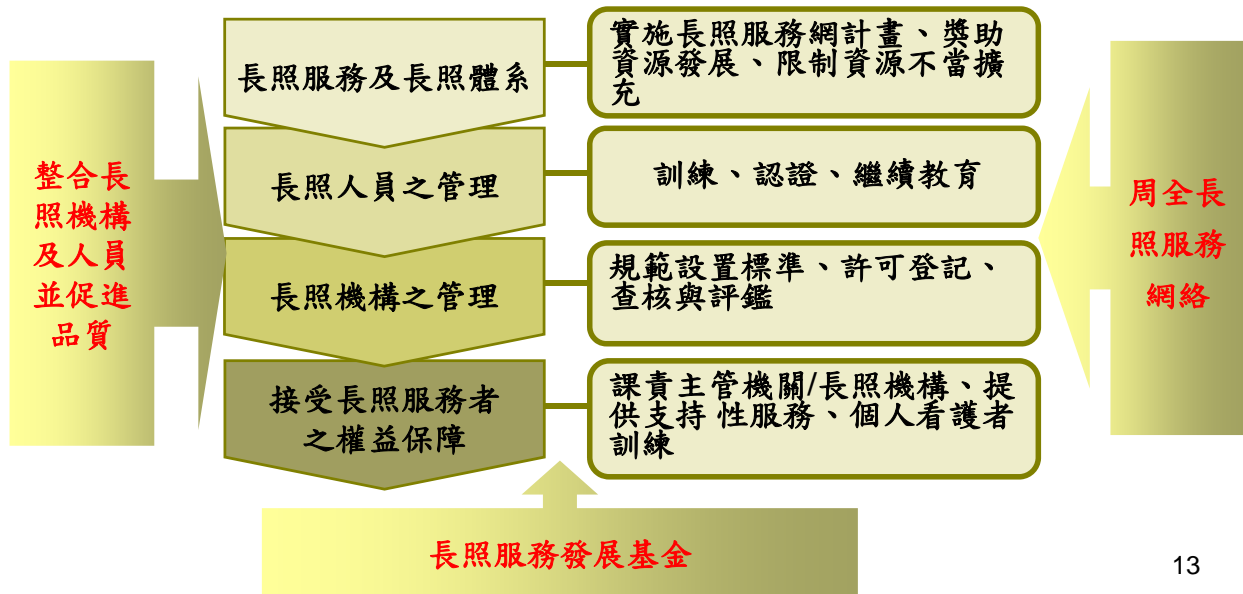 整合長
照機構
及人員
並促進
品質
長照服務及長照體系
實施長照服務網計畫、獎助
資源發展、限制資源不當擴
充
長照人員之管理
訓練、認證、繼續教育
長照機構之管理
規範設置標準、許可登記、
查核與評鑑
接受長照服務者
之權益保障
課責主管機關/長照機構、提
供支持 性服務、個人看護者
訓練
周全長
照服務
網絡
長照服務發展基金
13